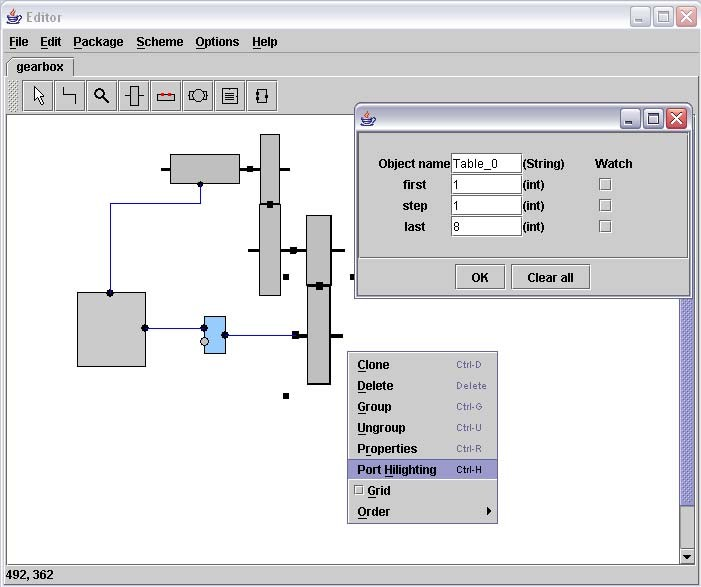 Editor
File Edit Package Scheme Options Help
gearbox
Object name Table_0 (String) Watch
first 1 (int)
step 1 (int)
last 8 (int)
OK Clear all
Clone Ctrl-D
Delete Delete
Group Ctrl-G
Ungroup Ctrl-U
Properties Ctrl-R
Port Hilighting Ctrl-H
Grid
Order
492, 362